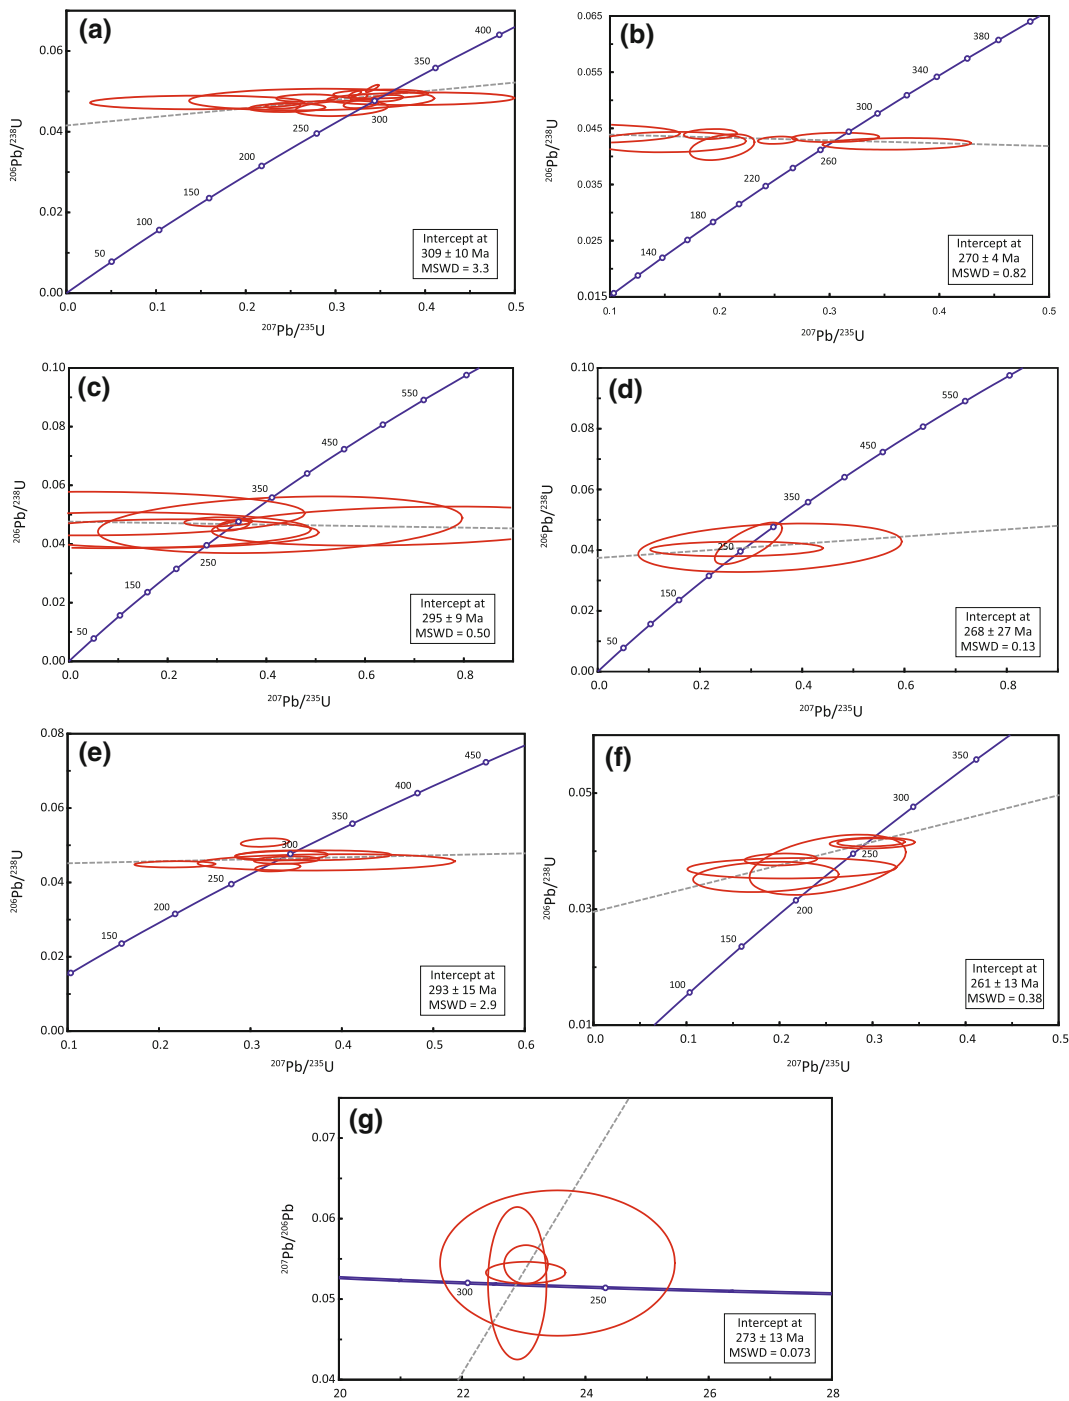 (a)
0.06
0.04
0.02
0.00
0.0
0.1
0.2
0.3
0.4
0.5
50
100
150
200
250
300
350
400
206Pb/238U
207Pb/235U
Intercept at
309 ± 10 Ma
MSWD = 3.3
(b)
0.065
0.055
0.045
0.035
0.025
0.015
0.1
0.2
0.3
0.4
0.5
140
180
220
260
300
340
380
206Pb/238U
207Pb/235U
Intercept at
270 ± 4 Ma
MSWD = 0.82
(c)
0.10
0.08
0.06
0.04
0.02
0.00
0.0
0.2
0.4
0.6
0.8
50
150
250
350
450
550
206Pb/238U
207Pb/235U
Intercept at
295 ± 9 Ma
MSWD = 0.50
(d)
0.10
0.08
0.06
0.04
0.02
0.00
0.0
0.2
0.4
0.6
0.8
50
150
250
350
450
550
206Pb/238U
207Pb/235U
Intercept at
268 ± 27 Ma
MSWD = 0.13
(e)
0.08
0.06
0.04
0.02
0.00
0.1
0.2
0.3
0.4
0.5
0.6
150
200
250
300
350
400
450
206Pb/238U
207Pb/235U
Intercept at
293 ± 15 Ma
MSWD = 2.9
(f)
0.05
0.03
0.01
0.0
0.1
0.2
0.3
0.4
0.5
100
150
200
250
300
350
206Pb/238U
207Pb/235U
Intercept at
261 ± 13 Ma
MSWD = 0.38
(g)
0.07
0.06
0.05
0.04
20
22
24
26
28
300
250
207Pb/206Pb
Intercept at
273 ± 13 Ma
MSWD = 0.073